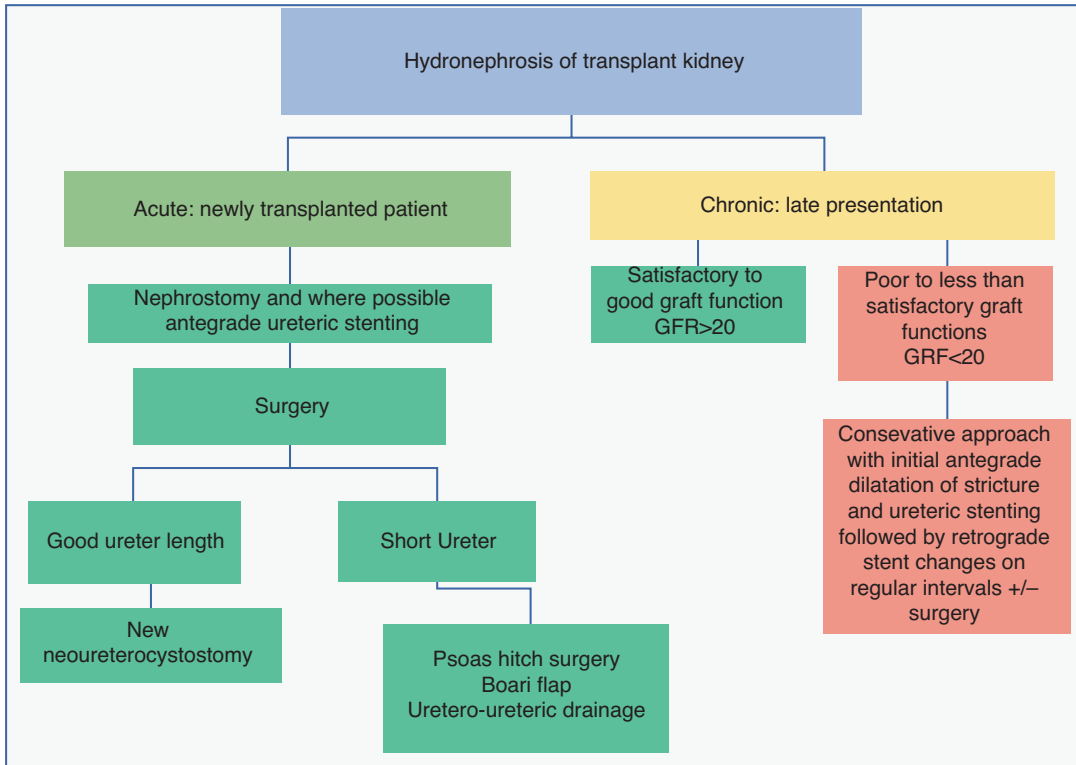 Hydronephrosis of transplant kidney
Acute: newly transplanted patient
Chronic: late presentation
Nephrostomy and where possible
antegrade ureteric stenting
Satisfactory to
good graft function
GFR>20
Poor to less than
satisfactory graft
functions
GRF<20
Surgery
Consevative approach
with initial antegrade
dilatation of stricture
and ureteric stenting
followed by retrograde
stent changes on
regular intervals +/–
surgery
Good ureter length
Short Ureter
New
neoureterocystostomy
Psoas hitch surgery
Boari flap
Uretero-ureteric drainage